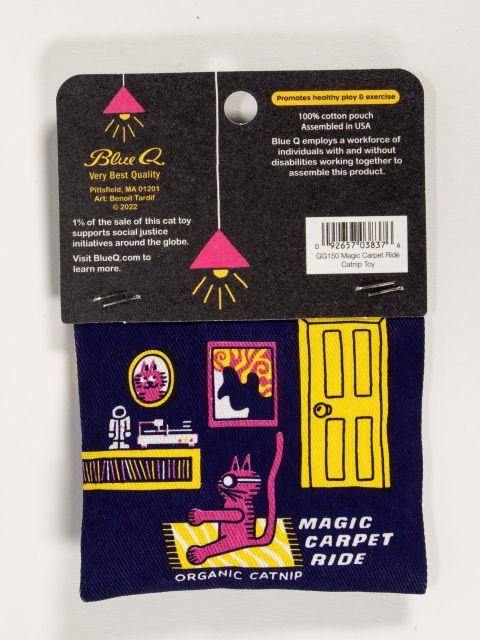 Blue Q
Very Best Quality
Pittsfield, MA 01201
Art: Benoit Tardif
© 2022
1% of the sale of this cat toy
supports social justice
initiatives around the globe.
Visit BlueQ.com to
learn more.
Promotes healthy play & exercise
100% cotton pouch
Assembled in USA
Blue Q employs a workforce of
individuals with and without
disabilities working together to
assemble this product.
0 92657 03837 6
GG150 Magic Carpet Ride
Catnip Toy
MAGIC
CARPET
RIDE
ORGANIC CATNIP